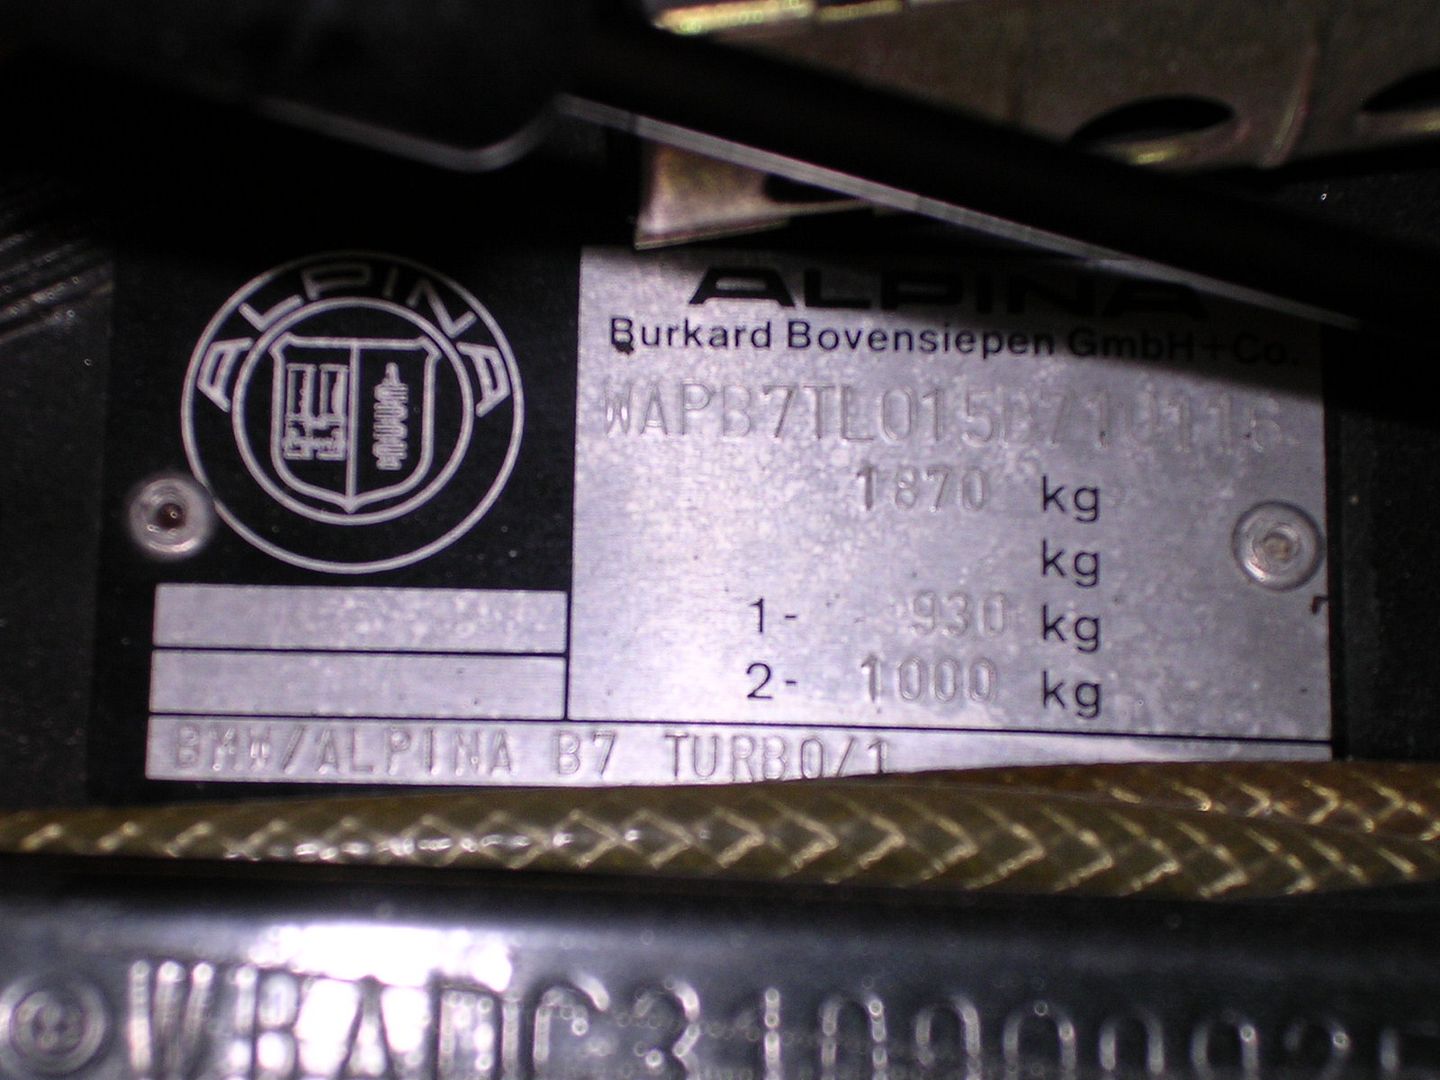 ALPINA
ALPINA
Burkard Bovensiepen GmbH + Co.
1870 kg
kg
1- 930 kg
2- 1000 kg
BMW/ALPINA B7 TURBO/1